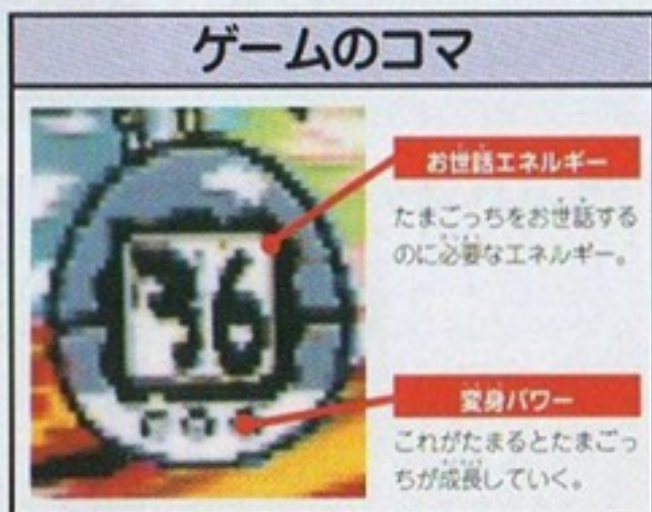 ゲームのコマ
36
お世話エネルギー
たまごっちをお世話する
のに必要なエネルギー。
変身パワー
これがたまるとたまごっ
ちが成長していく。